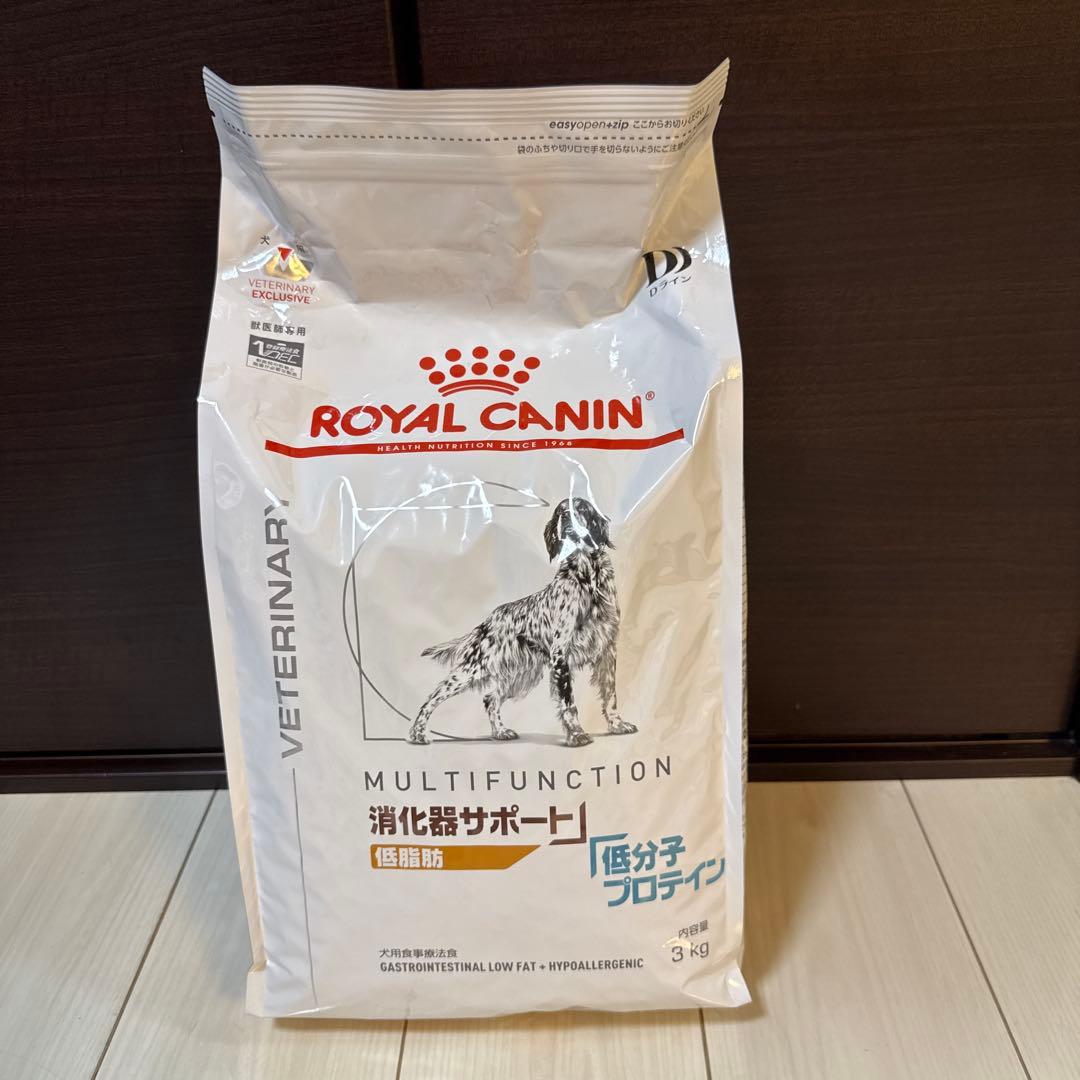 easyopen+zip ここからお切り
袋のふちや切り口で手を切らないようにご注意
犬
VETERINARY
EXCLUSIVE
獣医師専用
Dライン
ROYAL CANIN®
HEALTH NUTRITION SINCE 1968
VETERINARY
MULTIFUNCTION
消化器サポート」
低脂肪
「低分子
プロテイン
内容量
3 kg
犬用食事療法食
GASTROINTESTINAL LOW FAT + HYPOALLERGENIC